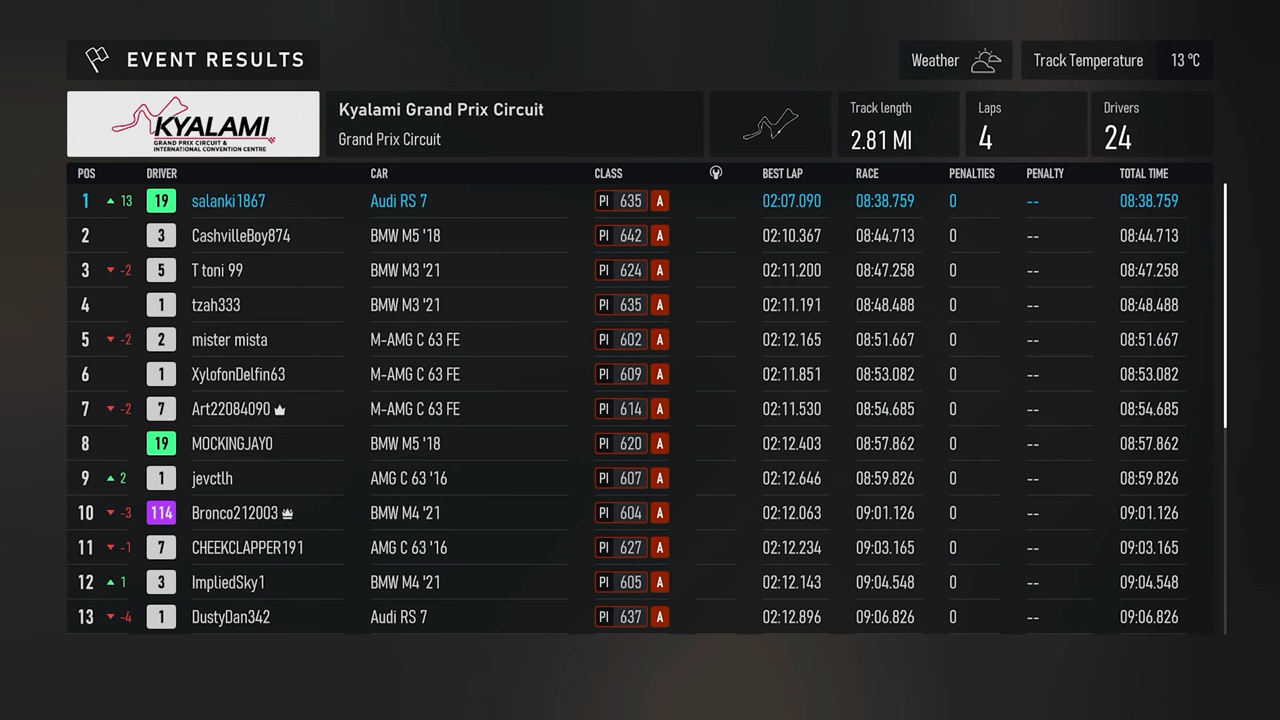 EVENT RESULTS
Weather
Track Temperature 13 °C
KYALAMI
GRAND PRIX CIRCUIT &
INTERNATIONAL CONVENTION CENTRE
Kyalami Grand Prix Circuit
Grand Prix Circuit
Track length
2.81 MI
Laps
4
Drivers
24
POS DRIVER CAR CLASS BEST LAP RACE PENALTIES PENALTY TOTAL TIME
1 ▲ 13 19 salanki1867 Audi RS 7 PI 635 A 02:07.090 08:38.759 0 -- 08:38.759
2 3 CashvilleBoy874 BMW M5 '18 PI 642 A 02:10.367 08:44.713 0 -- 08:44.713
3 ▼ -2 5 T toni 99 BMW M3 '21 PI 624 A 02:11.200 08:47.258 0 -- 08:47.258
4 1 tzah333 BMW M3 '21 PI 635 A 02:11.191 08:48.488 0 -- 08:48.488
5 ▼ -2 2 mister mista M-AMG C 63 FE PI 602 A 02:12.165 08:51.667 0 -- 08:51.667
6 1 XylofonDelfin63 M-AMG C 63 FE PI 609 A 02:11.851 08:53.082 0 -- 08:53.082
7 ▼ -2 7 Art22084090 M-AMG C 63 FE PI 614 A 02:11.530 08:54.685 0 -- 08:54.685
8 19 MOCKINGJAYO BMW M5 '18 PI 620 A 02:12.403 08:57.862 0 -- 08:57.862
9 ▲ 2 1 jevctlh AMG C 63 '16 PI 607 A 02:12.646 08:59.826 0 -- 08:59.826
10 ▼ -3 114 Bronco212003 BMW M4 '21 PI 604 A 02:12.063 09:01.126 0 -- 09:01.126
11 ▼ -1 7 CHEEKCLAPPER191 AMG C 63 '16 PI 627 A 02:12.234 09:03.165 0 -- 09:03.165
12 ▲ 1 3 ImpliedSky1 BMW M4 '21 PI 605 A 02:12.143 09:04.548 0 -- 09:04.548
13 ▼ -4 1 DustyDan342 Audi RS 7 PI 637 A 02:12.896 09:06.826 0 -- 09:06.826